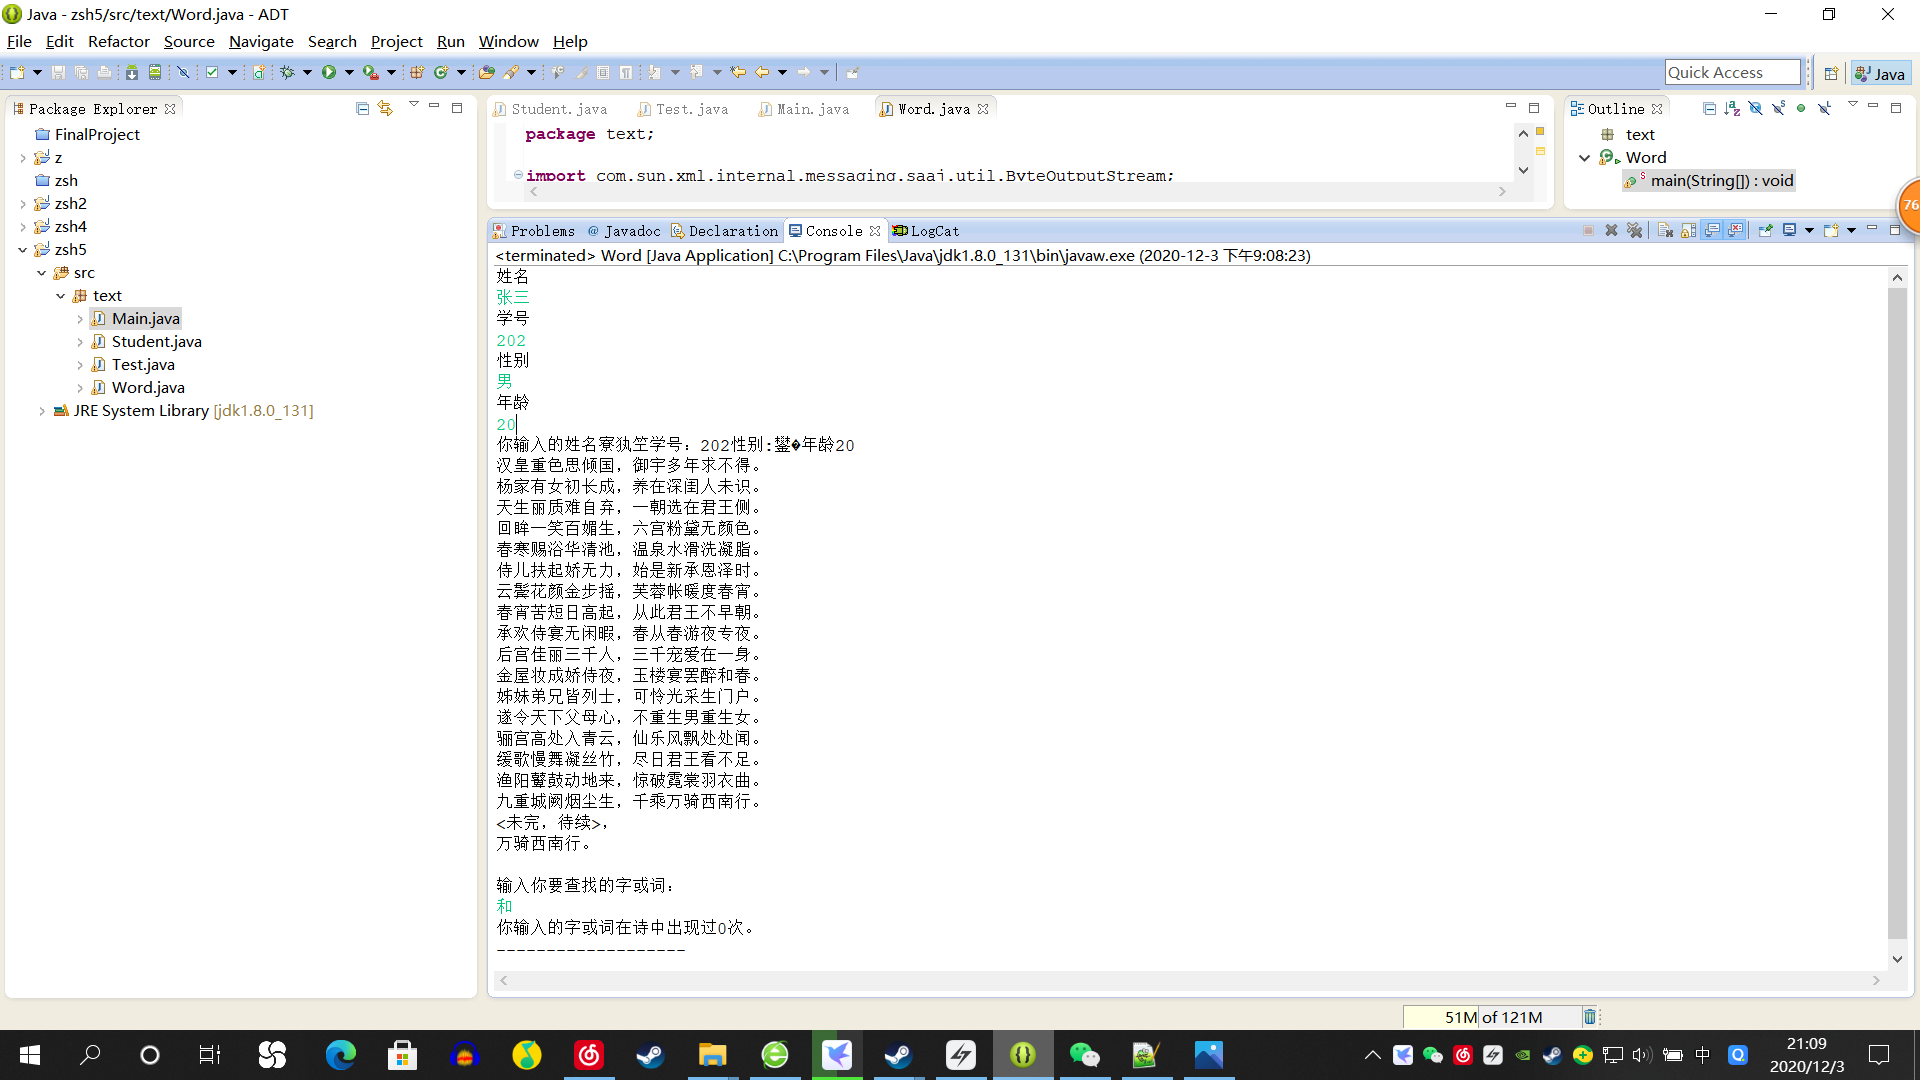 Java - zsh5/src/text/Word.java - ADT
File Edit Refactor Source Navigate Search Project Run Window Help
Quick Access
Java
Package Explorer
FinalProject
z
zsh
zsh2
zsh4
zsh5
src
text
Main.java
Student.java
Test.java
Word.java
JRE System Library [jdk1.8.0_131]
Student.java Test.java Main.java Word.java
package text;
import com.sun.xml.internal.messaging.saaj.util.ByteOutputStream;
Outline
text
Word
main(String[]) : void
76
Problems @ Javadoc Declaration Console LogCat
<terminated> Word [Java Application] C:\Program Files\Java\jdk1.8.0_131\bin\javaw.exe (2020-12-3 下午9:08:23)
姓名
张三
学号
202
性别
男
年龄
20
你输入的姓名寮犱笁学号：202性别:鐢�年龄20
汉皇重色思倾国，御宇多年求不得。
杨家有女初长成，养在深闺人未识。
天生丽质难自弃，一朝选在君王侧。
回眸一笑百媚生，六宫粉黛无颜色。
春寒赐浴华清池，温泉水滑洗凝脂。
侍儿扶起娇无力，始是新承恩泽时。
云鬓花颜金步摇，芙蓉帐暖度春宵。
春宵苦短日高起，从此君王不早朝。
承欢侍宴无闲暇，春从春游夜专夜。
后宫佳丽三千人，三千宠爱在一身。
金屋妆成娇侍夜，玉楼宴罢醉和春。
姊妹弟兄皆列士，可怜光采生门户。
遂令天下父母心，不重生男重生女。
骊宫高处入青云，仙乐风飘处处闻。
缓歌慢舞凝丝竹，尽日君王看不足。
渔阳鼙鼓动地来，惊破霓裳羽衣曲。
九重城阙烟尘生，千乘万骑西南行。
<未完，待续>，
万骑西南行。
输入你要查找的字或词：
和
你输入的字或词在诗中出现过0次。
-------------------
51M of 121M
中
21:09
2020/12/3